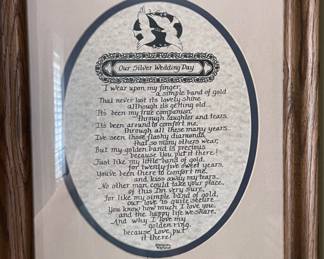 Our Silver Wedding Day
I wear upon my finger,
a simple band of gold
That never lost its lovely shine
although its getting old...
It's been my true companion
Through laughter and tears.
It's been around to comfort me,
through all these many years.
I've seen those flashy diamonds,
that so many others wear,
But my golden band is precious
because you put it there!
Just like my little band of gold,
for twenty-five sweet years,
You've been there to comfort me,
and kiss away my tears.
No other man, could take your place,
of this I'm very sure,
for like my simple band of gold,
our love is quite secure
You know how much I love you,
and the happy life we share,
And why I love my
golden ring,
because Love, put
it there!